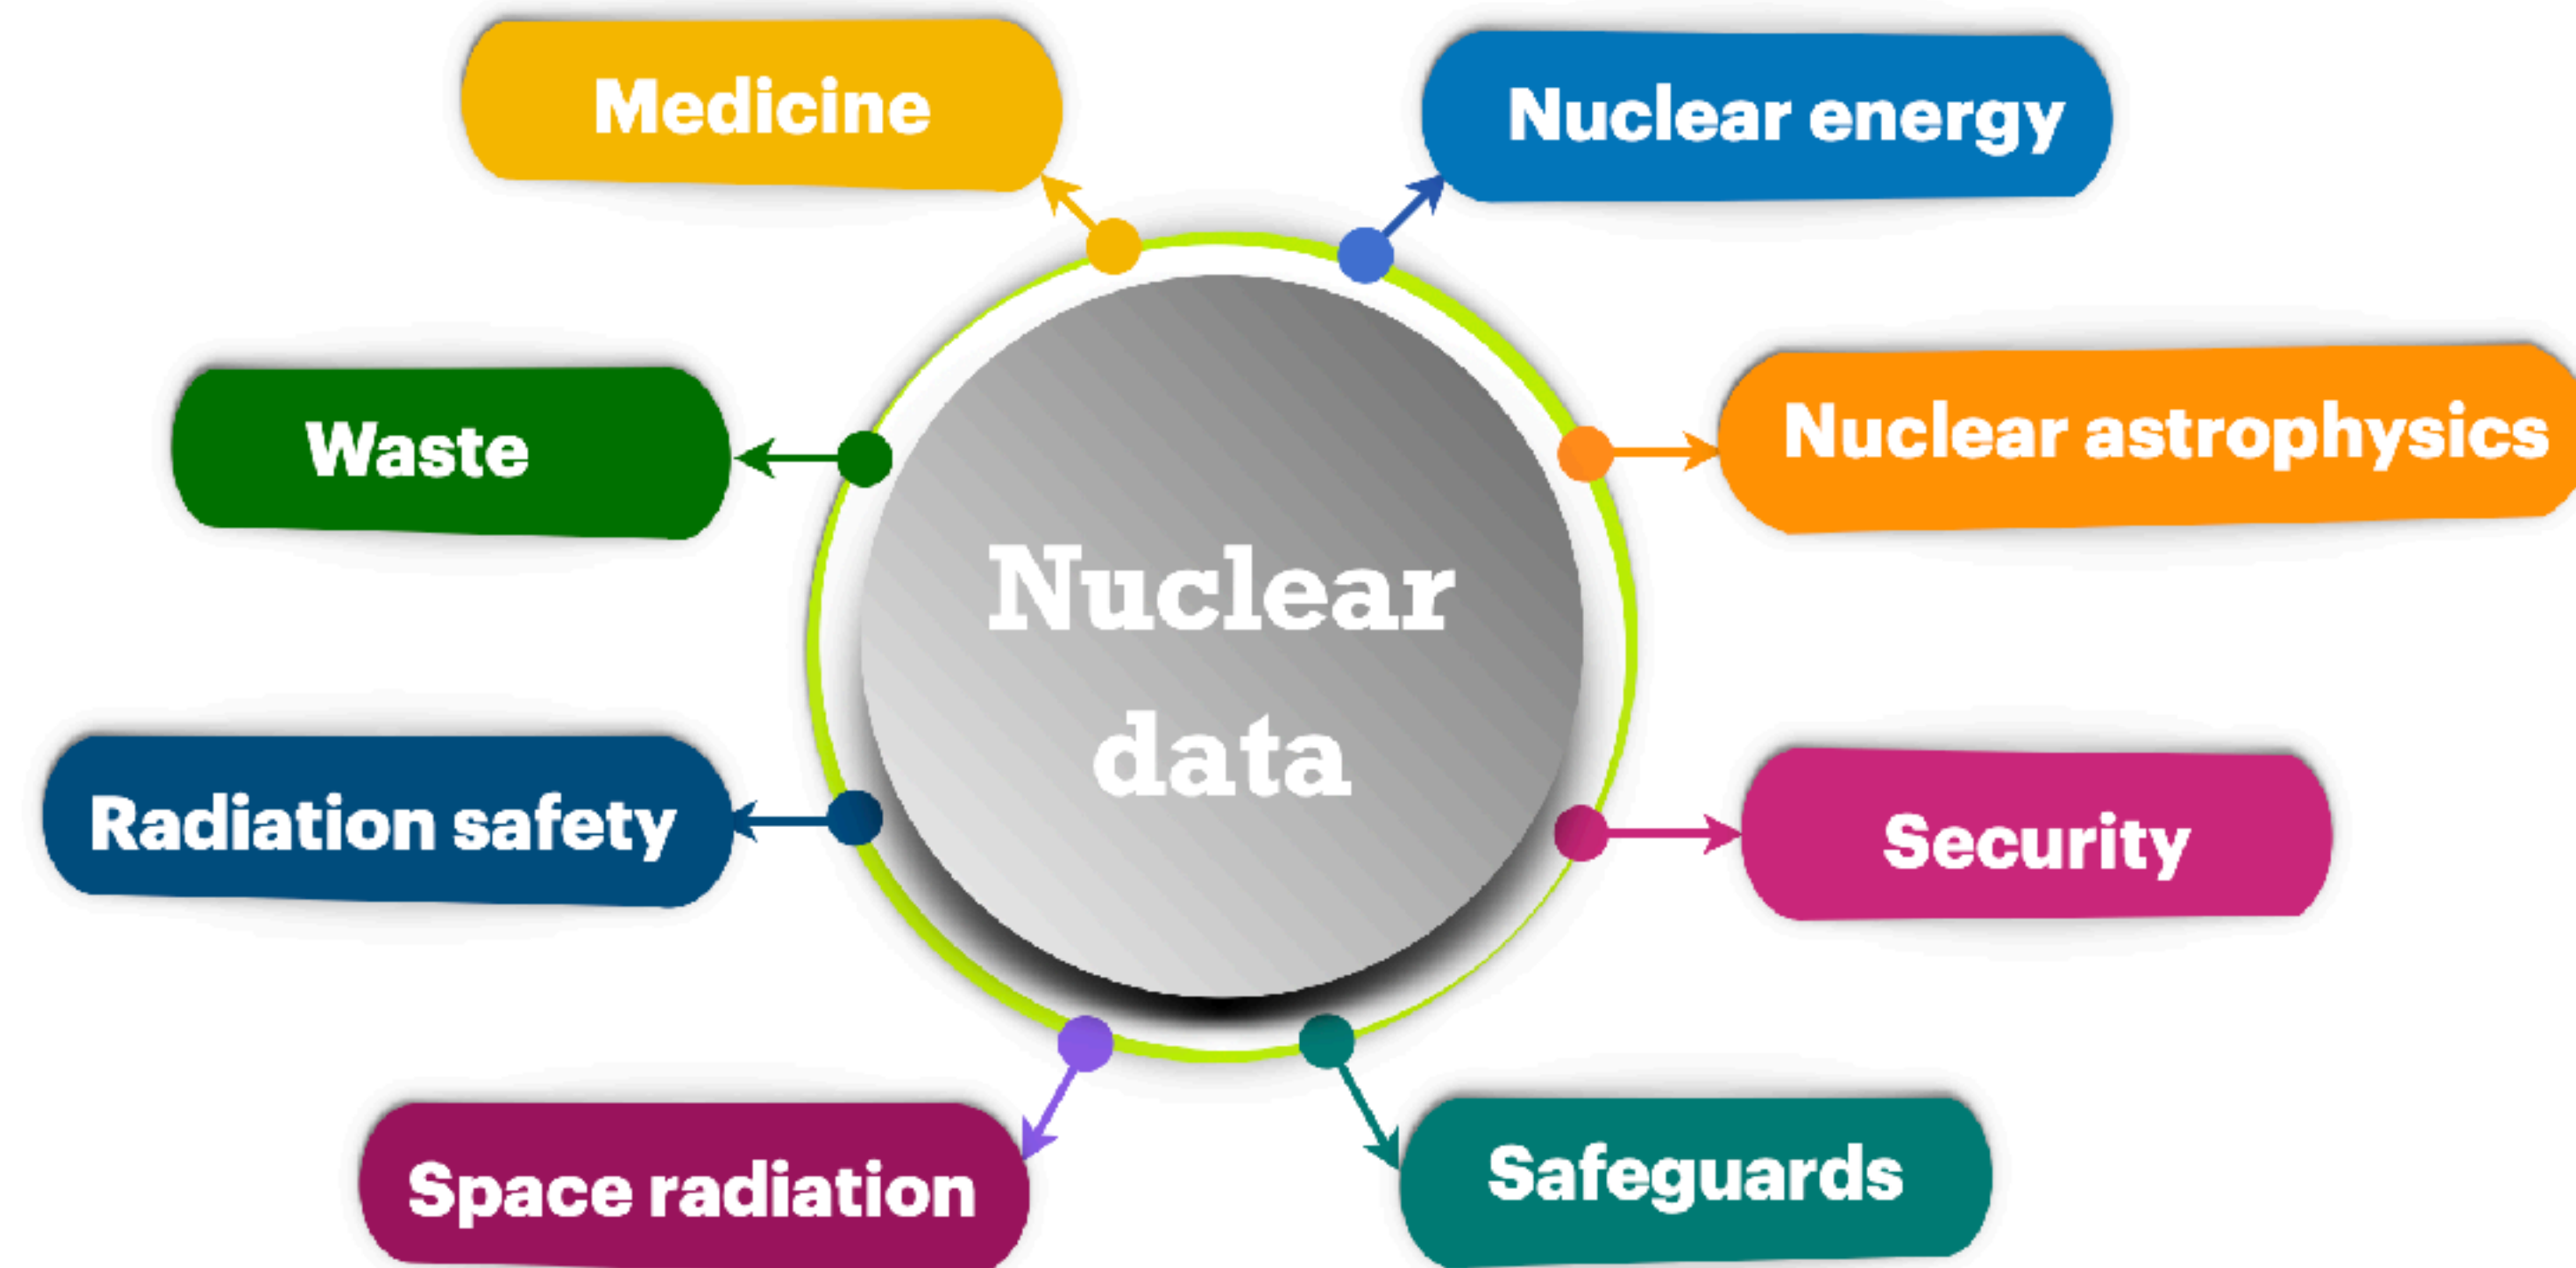 Medicine
Nuclear energy
Waste
Nuclear astrophysics
Nuclear
data
Radiation safety
Security
Space radiation
Safeguards